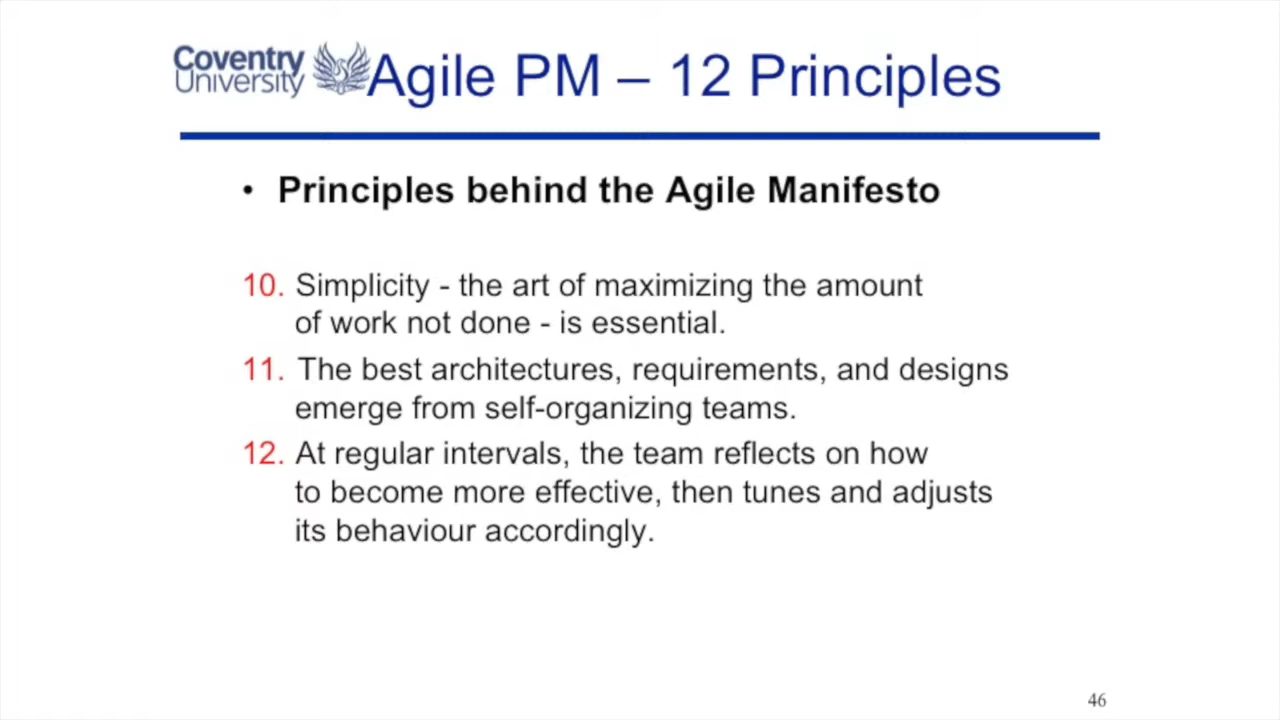 Coventry
University
Agile PM – 12 Principles
• Principles behind the Agile Manifesto
10. Simplicity - the art of maximizing the amount
of work not done - is essential.
11. The best architectures, requirements, and designs
emerge from self-organizing teams.
12. At regular intervals, the team reflects on how
to become more effective, then tunes and adjusts
its behaviour accordingly.
46